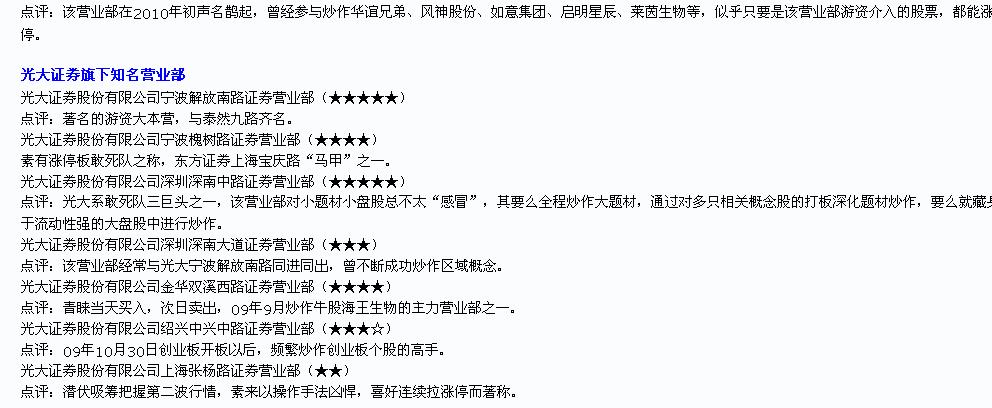 点评：该营业部在2010年初声名鹊起，曾经参与炒作华谊兄弟、风神股份、如意集团、启明星辰、莱茵生物等，似乎只要是该营业部游资介入的股票，都能涨
停。
光大证券旗下知名营业部
光大证券股份有限公司宁波解放南路证券营业部（★★★★★）
点评：著名的游资大本营，与泰然九路齐名。
光大证券股份有限公司宁波槐树路证券营业部（★★★★）
素有涨停板敢死队之称，东方证券上海宝庆路“马甲”之一。
光大证券股份有限公司深圳深南中路证券营业部（★★★★★）
点评：光大系敢死队三巨头之一，该营业部对小题材小盘股总不太“感冒”，其要么全程炒作大题材，通过对多只相关概念股的打板深化题材炒作，要么就藏身
于流动性强的大盘股中进行炒作。
光大证券股份有限公司深圳深南大道证券营业部（★★★）
点评：该营业部经常与光大宁波解放南路同进同出，曾不断成功炒作区域概念。
光大证券股份有限公司金华双溪西路证券营业部（★★★★）
点评：青睐当天买入，次日卖出，09年9月炒作牛股海王生物的主力营业部之一。
光大证券股份有限公司绍兴中兴中路证券营业部（★★★☆）
点评：09年10月30日创业板开板以后，频繁炒作创业板个股的高手。
光大证券股份有限公司上海张杨路证券营业部（★★）
点评：潜伏吸筹把握第二波行情，素来以操作手法凶悍，喜好连续拉涨停而著称。